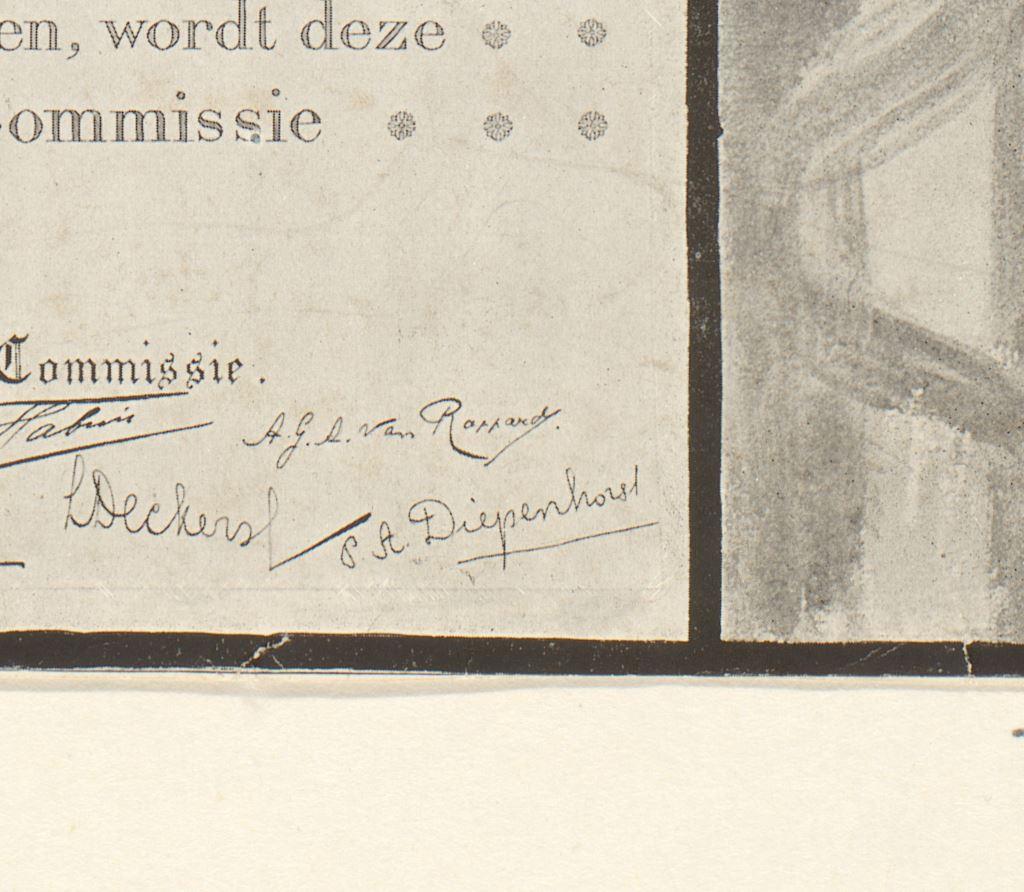 en, wordt deze
ommissie
Commissie.
A. G. A. van Rappard.
L Deckers
P. A. Diepenhorst